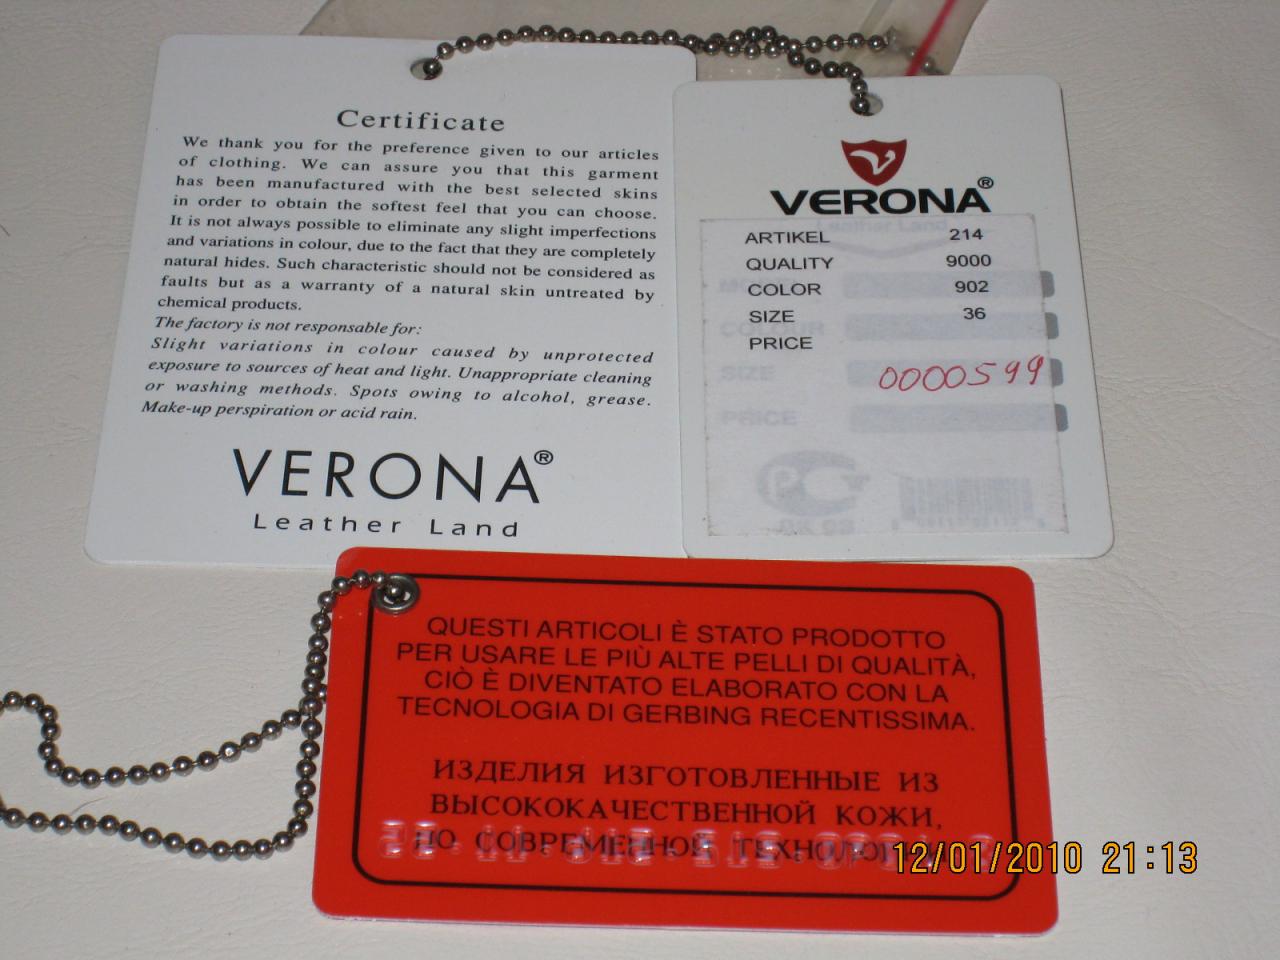 Certificate
We thank you for the preference given to our articles
of clothing. We can assure you that this garment
has been manufactured with the best selected skins
in order to obtain the softest feel that you can choose.
It is not always possible to eliminate any slight imperfections
and variations in colour, due to the fact that they are completely
natural hides. Such characteristic should not be considered as
faults but as a warranty of a natural skin untreated by
chemical products.
The factory is not responsable for:
Slight variations in colour caused by unprotected
exposure to sources of heat and light. Unappropriate cleaning
or washing methods. Spots owing to alcohol, grease.
Make-up perspiration or acid rain.
VERONA®
Leather Land
VERONA®
Leather Land
ARTIKEL 214
QUALITY 9000
COLOR 902
SIZE 36
PRICE
0000599
COLOUR
SIZE
PRICE
QUESTI ARTICOLI È STATO PRODOTTO
PER USARE LE PIÙ ALTE PELLI DI QUALITÀ,
CIÒ È DIVENTATO ELABORATO CON LA
TECNOLOGIA DI GERBING RECENTISSIMA.
ИЗДЕЛИЯ ИЗГОТОВЛЕННЫЕ ИЗ
ВЫСОКОКАЧЕСТВЕННОЙ КОЖИ,
ПО СОВРЕМЕННОЙ ТЕХНОЛОГИИ
12/01/2010 21:13